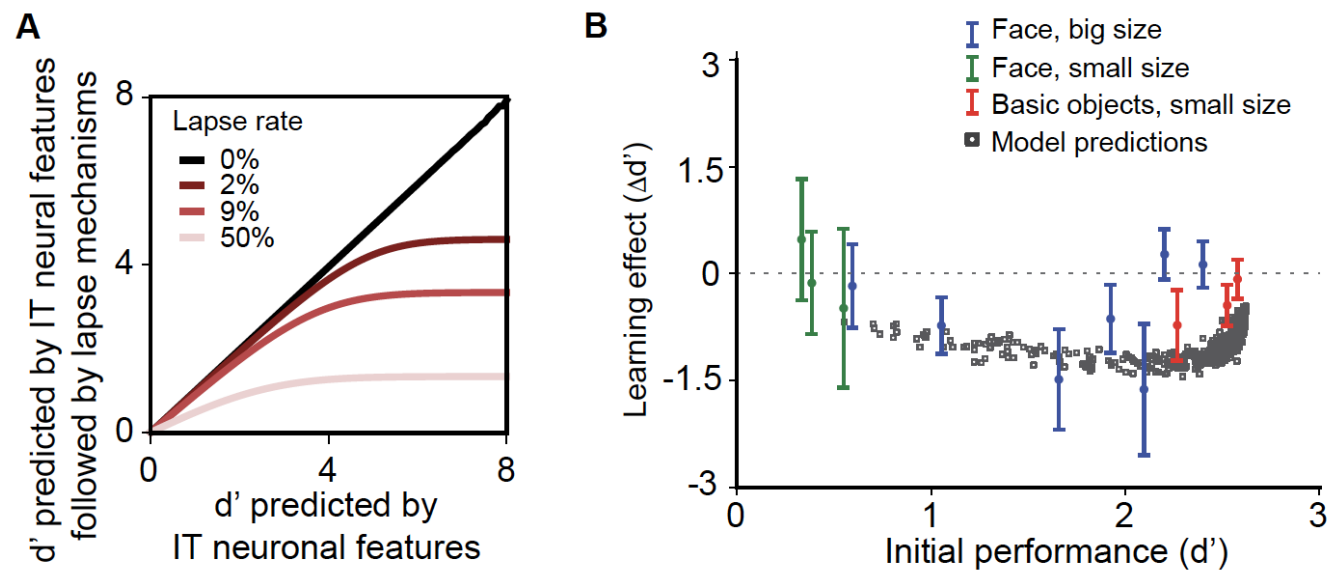 A
d' predicted by IT neural features
followed by lapse mechanisms
8
4
0
Lapse rate
0%
2%
9%
50%
0
4
8
d' predicted by
IT neuronal features
B
Face, big size
Face, small size
Basic objects, small size
Model predictions
Learning effect (Δd')
3
1.5
0
-1.5
-3
0
1
2
3
Initial performance (d')